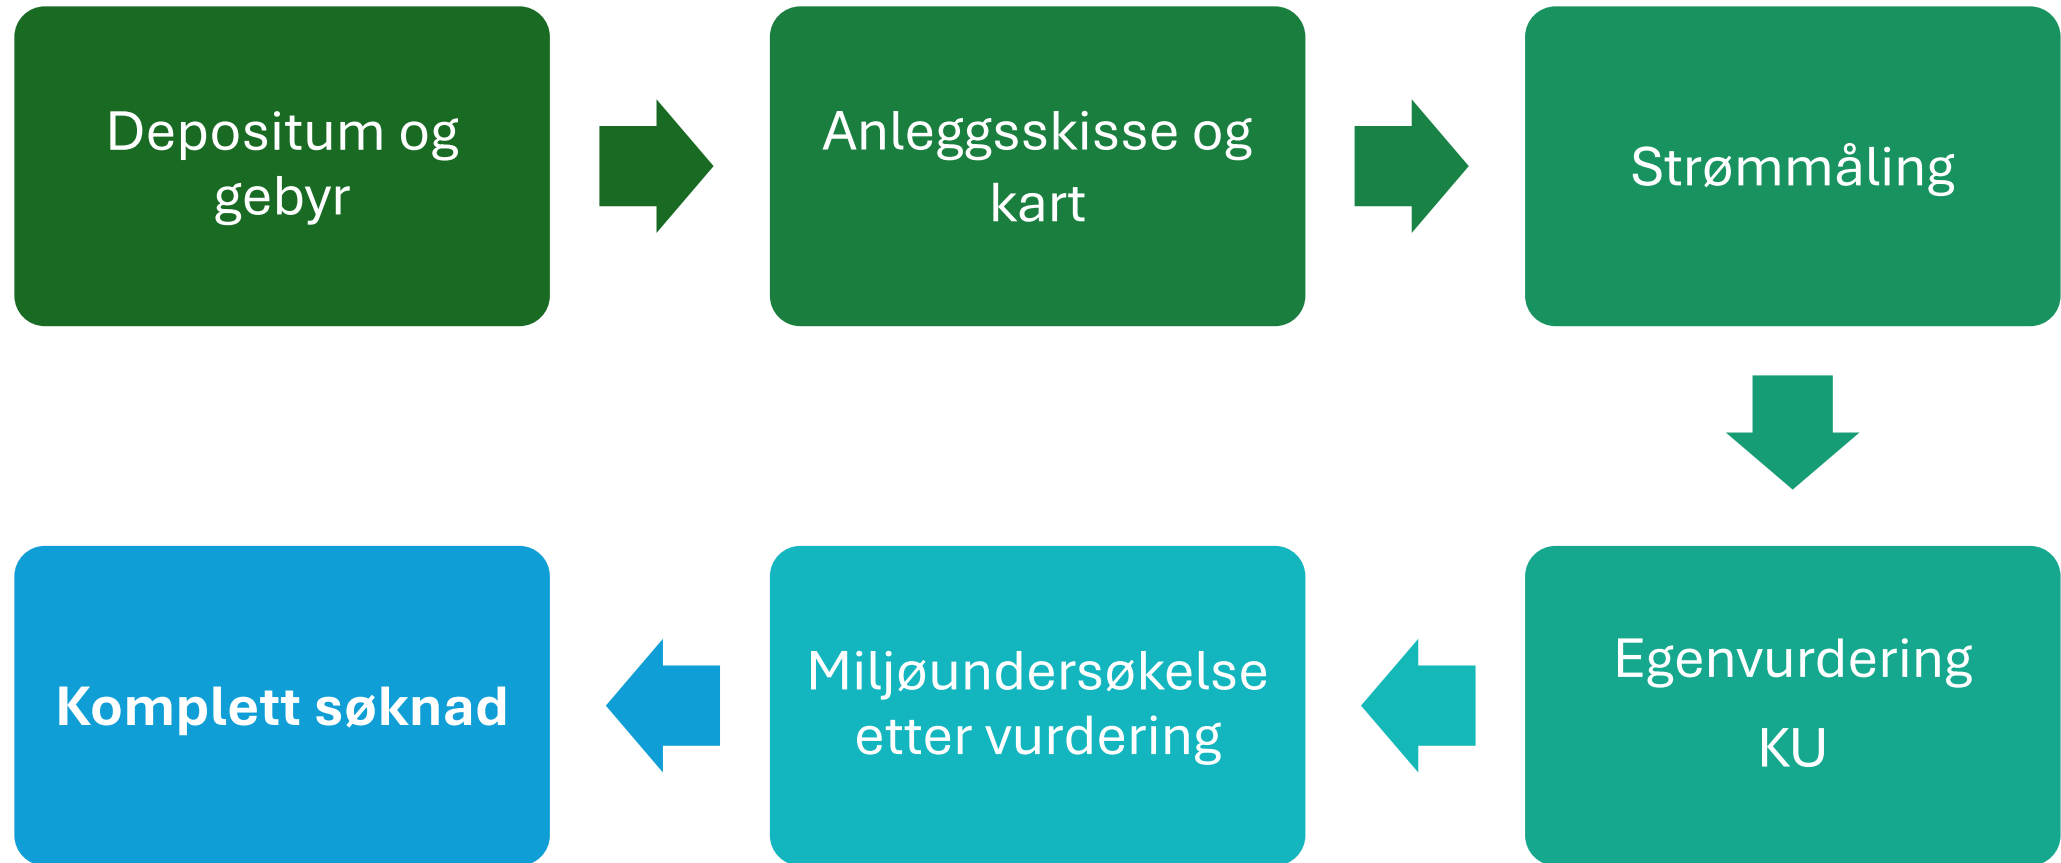 Depositum og
gebyr
Anleggsskisse og
kart
Strømmåling
Egenvurdering
KU
Miljøundersøkelse
etter vurdering
Komplett søknad